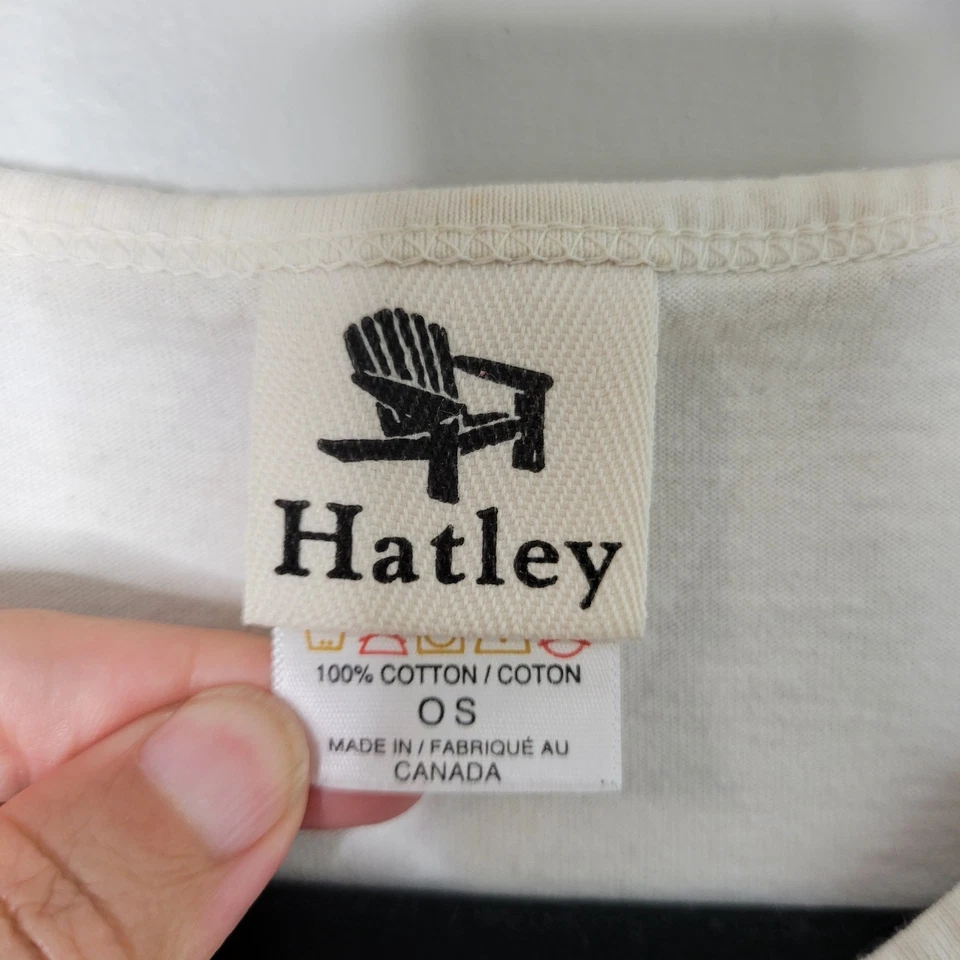 Hatley
100% COTTON / COTON
OS
MADE IN / FABRIQUÉ AU
CANADA